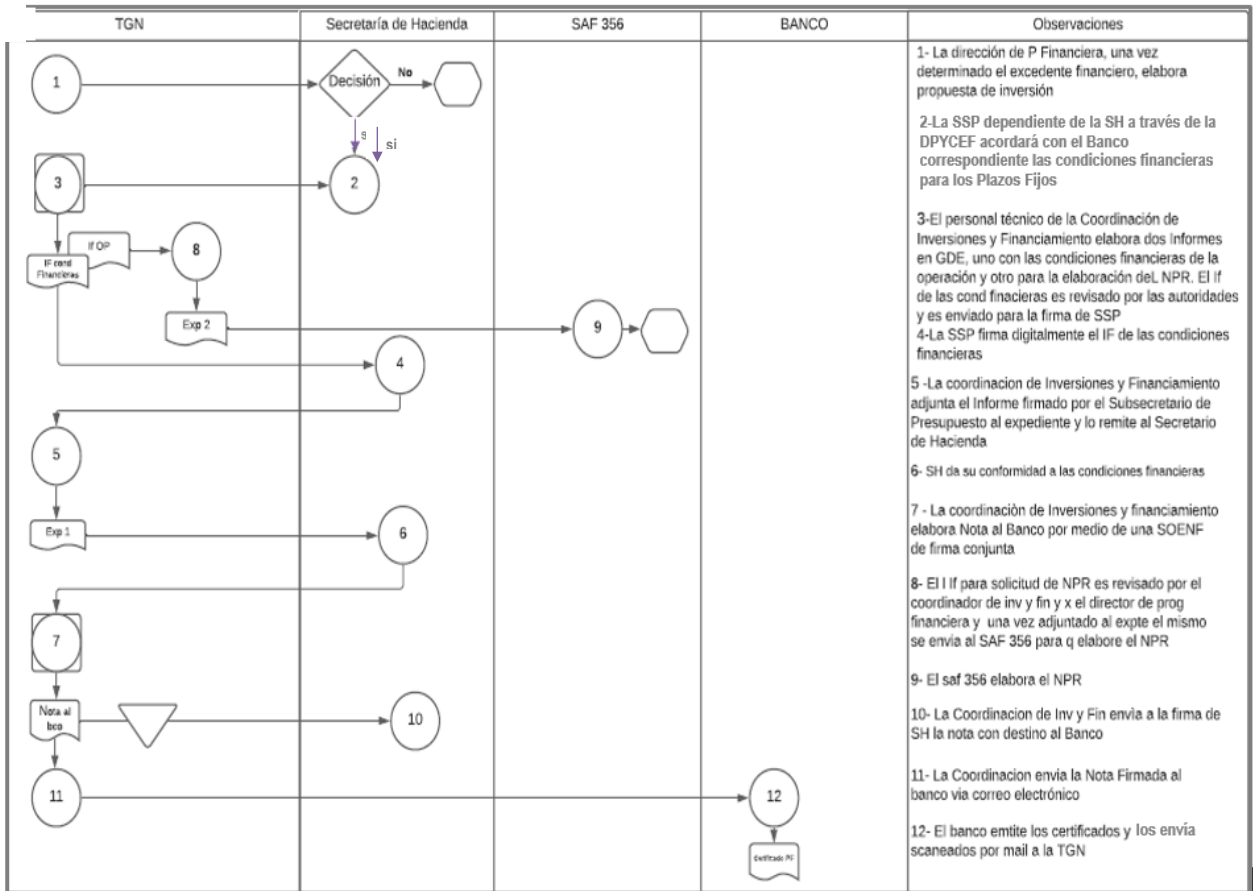 TGN
Secretaría de Hacienda
SAF 356
BANCO
Observaciones
1
Decisión
No
s
si
3
2
If OP
IF cond
Financieras
8
Exp 2
9
4
5
Exp 1
6
7
Nota al
bco
10
11
12
Certificado PF
1- La dirección de P Financiera, una vez
determinado el excedente financiero, elabora
propuesta de inversión
2-La SSP dependiente de la SH a través de la
DPYCEF acordará con el Banco
correspondiente las condiciones financieras
para los Plazos Fijos
3-El personal técnico de la Coordinación de
Inversiones y Financiamiento elabora dos Informes
en GDE, uno con las condiciones financieras de la
operación y otro para la elaboración deL NPR. El If
de las cond finacieras es revisado por las autoridades
y es enviado para la firma de SSP
4-La SSP firma digitalmente el IF de las condiciones
financieras
5 -La coordinacion de Inversiones y Financiamiento
adjunta el Informe firmado por el Subsecretario de
Presupuesto al expediente y lo remite al Secretario
de Hacienda
6- SH da su conformidad a las condiciones financieras
7 - La coordinaciòn de Inversiones y financiamiento
elabora Nota al Banco por medio de una SOENF
de firma conjunta
8- El I If para solicitud de NPR es revisado por el
coordinador de inv y fin y x el director de prog
financiera y una vez adjuntado al expte el mismo
se envia al SAF 356 para q elabore el NPR
9- El saf 356 elabora el NPR
10- La Coordinacion de Inv y Fin envìa a la firma de
SH la nota con destino al Banco
11- La Coordinacion envia la Nota Firmada al
banco via correo electrónico
12- El banco emtite los certificados y los envía
scaneados por mail a la TGN